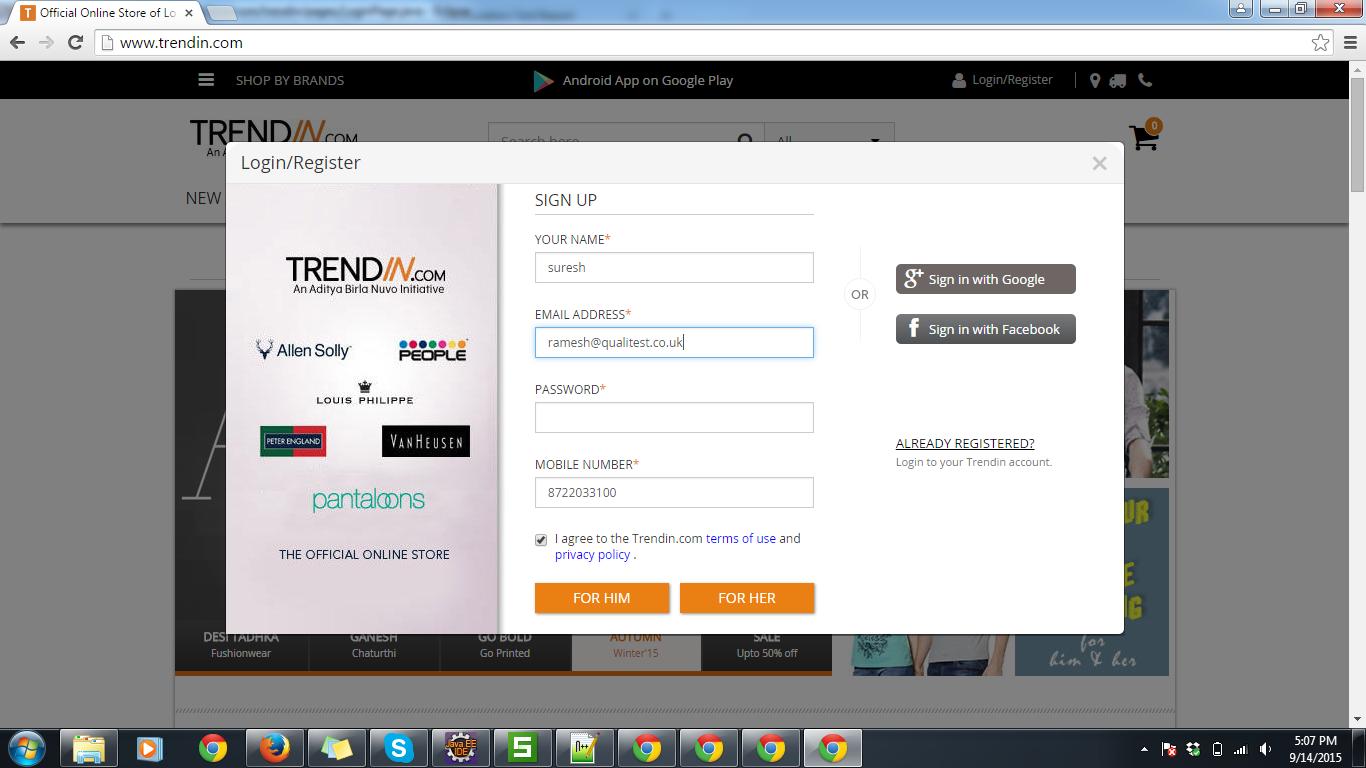 Official Online Store of Lo
www.trendin.com
SHOP BY BRANDS
Android App on Google Play
Login/Register
TRENDIN.COM
Search here
All
0
NEW
Login/Register
TRENDIN.COM
An Aditya Birla Nuvo Initiative
Allen Solly
PEOPLE
LOUIS PHILIPPE
PETER ENGLAND
VANHEUSEN
pantaloons
THE OFFICIAL ONLINE STORE
SIGN UP
YOUR NAME*
suresh
EMAIL ADDRESS*
ramesh@qualitest.co.uk
PASSWORD*
MOBILE NUMBER*
8722033100
I agree to the Trendin.com terms of use and
privacy policy .
FOR HIM
FOR HER
OR
g+ Sign in with Google
f Sign in with Facebook
ALREADY REGISTERED?
Login to your Trendin account.
DESI TADHKA
Fushionwear
GANESH
Chaturthi
GO BOLD
Go Printed
AUTUMN
Winter'15
SALE
Upto 50% off
for
him & her
Java EE
IDE
5:07 PM
9/14/2015